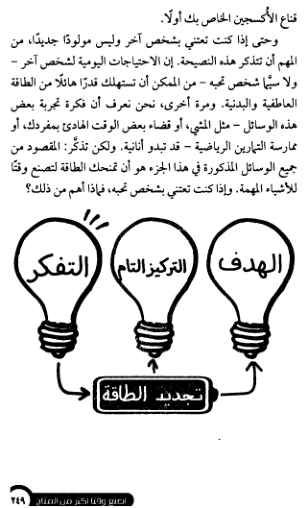 قناع الأكسجين الخاص بك أولًا.
وحتى إذا كنت تعتني بشخص آخر وليس مولودًا جديدًا، من
المهم أن تتذكر هذه النصيحة. إن الاحتياجات اليومية لشخص آخر –
ولا سيَّما شخص تحبه – من الممكن أن تستهلك قدرًا هائلًا من الطاقة
العاطفية والبدنية. ومرة أخرى، نحن نعرف أن فكرة تجربة بعض
هذه الوسائل – مثل المشي، أو قضاء بعض الوقت الهادئ بمفردك، أو
ممارسة التمارين الرياضية – قد تبدو أنانية. ولكن تذكَّر: المقصود من
جميع الوسائل المذكورة في هذا الجزء هو أن تمنحك الطاقة لتصنع وقتًا
للأشياء المهمة. وإذا كنت تعتني بشخص تحبه، فماذا أهم من ذلك؟
الهدف
التركيز التام
التفكر
تجديد الطاقة
اصنع وقتا أكثر من المتاح ٢٤٩